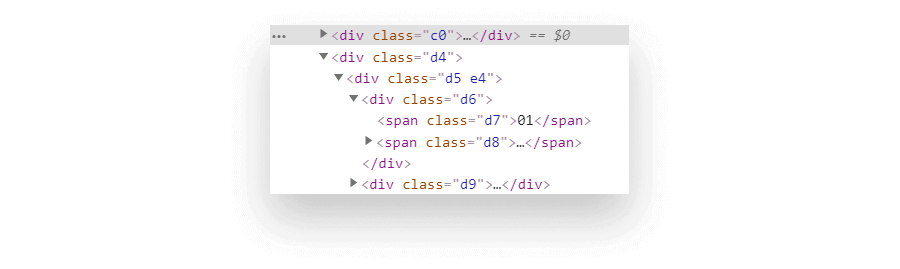 … <div class="c0">…</div> == $0
<div class="d4">
<div class="d5 e4">
<div class="d6">
<span class="d7">01</span>
<span class="d8">…</span>
</div>
<div class="d9">…</div>